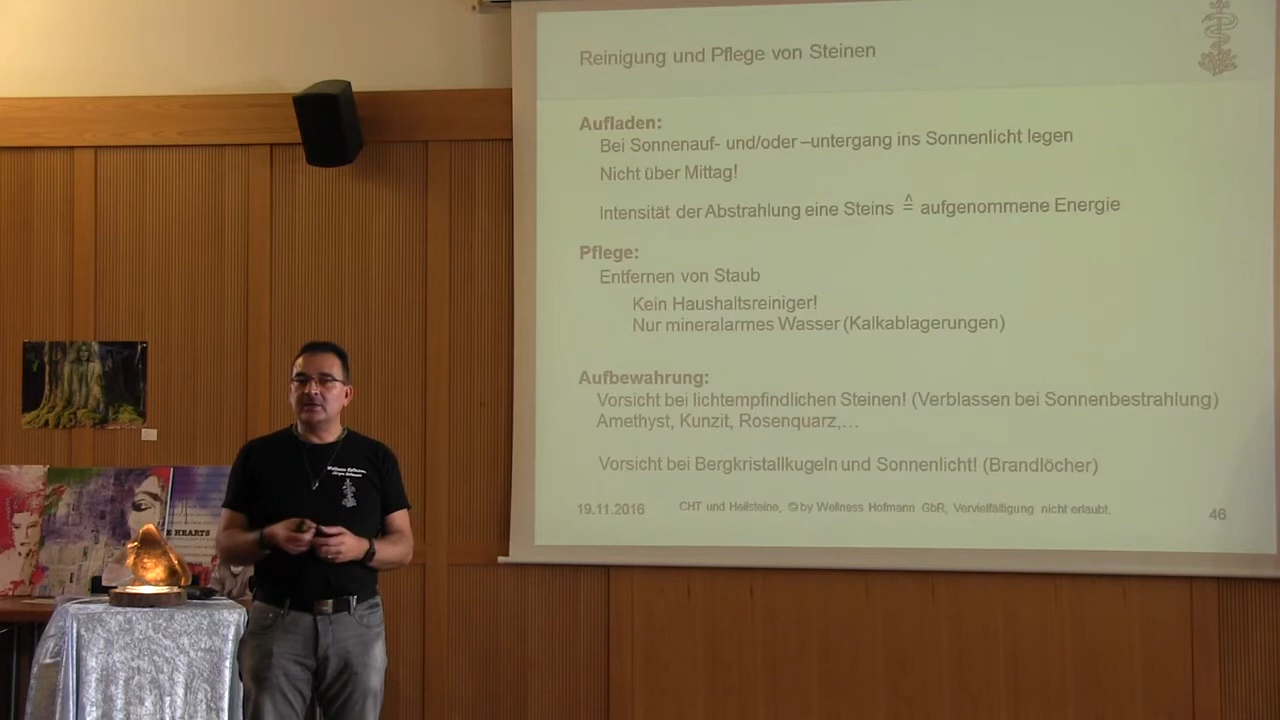 Reinigung und Pflege von Steinen
Aufladen:
Bei Sonnenauf- und/oder –untergang ins Sonnenlicht legen
Nicht über Mittag!
Intensität der Abstrahlung eine Steins ≙ aufgenommene Energie
Pflege:
Entfernen von Staub
Kein Haushaltsreiniger!
Nur mineralarmes Wasser (Kalkablagerungen)
Aufbewahrung:
Vorsicht bei lichtempfindlichen Steinen! (Verblassen bei Sonnenbestrahlung)
Amethyst, Kunzit, Rosenquarz,…
Vorsicht bei Bergkristallkugeln und Sonnenlicht! (Brandlöcher)
19.11.2016
CHT und Heilsteine, © by Wellness Hofmann GbR, Vervielfältigung nicht erlaubt.
46
Wellness Hofmann
HEARTS